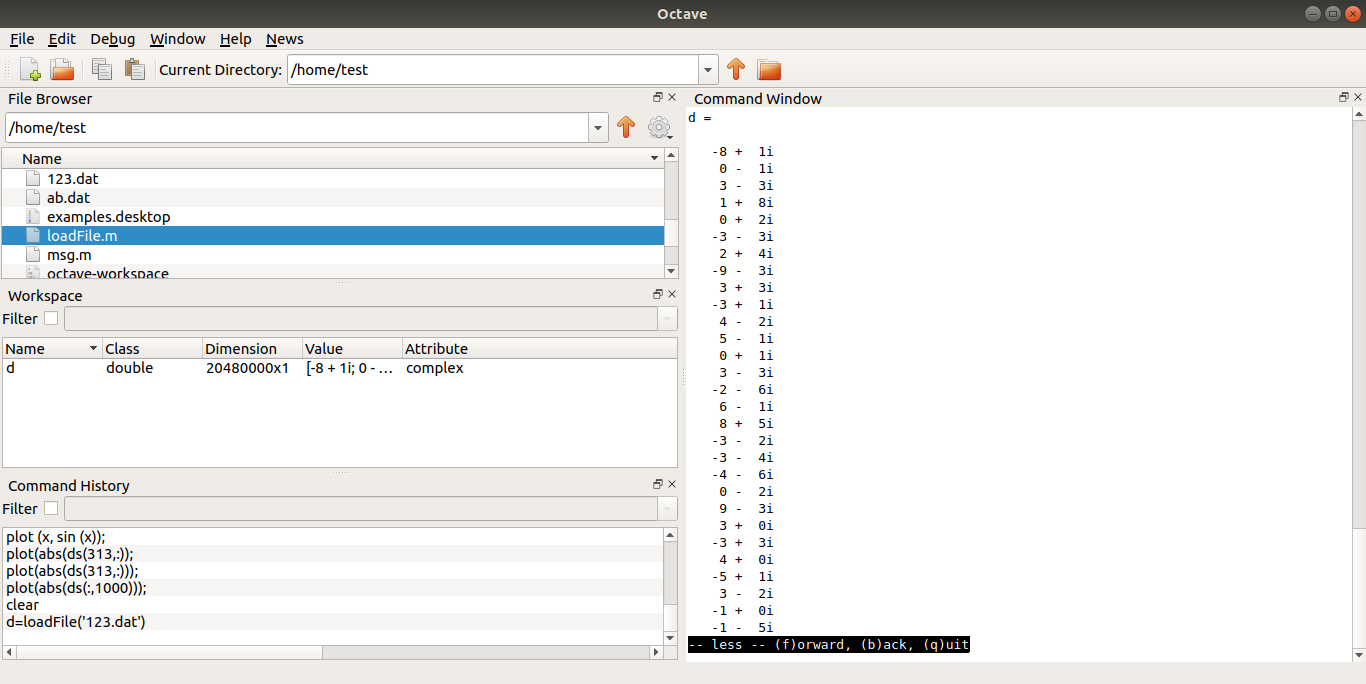 Octave
File Edit Debug Window Help News
Current Directory: /home/test
File Browser
/home/test
Name
123.dat
ab.dat
examples.desktop
loadFile.m
msg.m
octave-workspace
Workspace
Filter
Name Class Dimension Value Attribute
d double 20480000x1 [-8 + 1i; 0 - ... complex
Command History
Filter
plot (x, sin (x));
plot(abs(ds(313,:));
plot(abs(ds(313,:)));
plot(abs(ds(:,1000)));
clear
d=loadFile('123.dat')
Command Window
d =
-8 + 1i
0 - 1i
3 - 3i
1 + 8i
0 + 2i
-3 - 3i
2 + 4i
-9 - 3i
3 + 3i
-3 + 1i
4 - 2i
5 - 1i
0 + 1i
3 - 3i
-2 - 6i
6 - 1i
8 + 5i
-3 - 2i
-3 - 4i
-4 - 6i
0 - 2i
9 - 3i
3 + 0i
-3 + 3i
4 + 0i
-5 + 1i
3 - 2i
-1 + 0i
-1 - 5i
-- less -- (f)orward, (b)ack, (q)uit